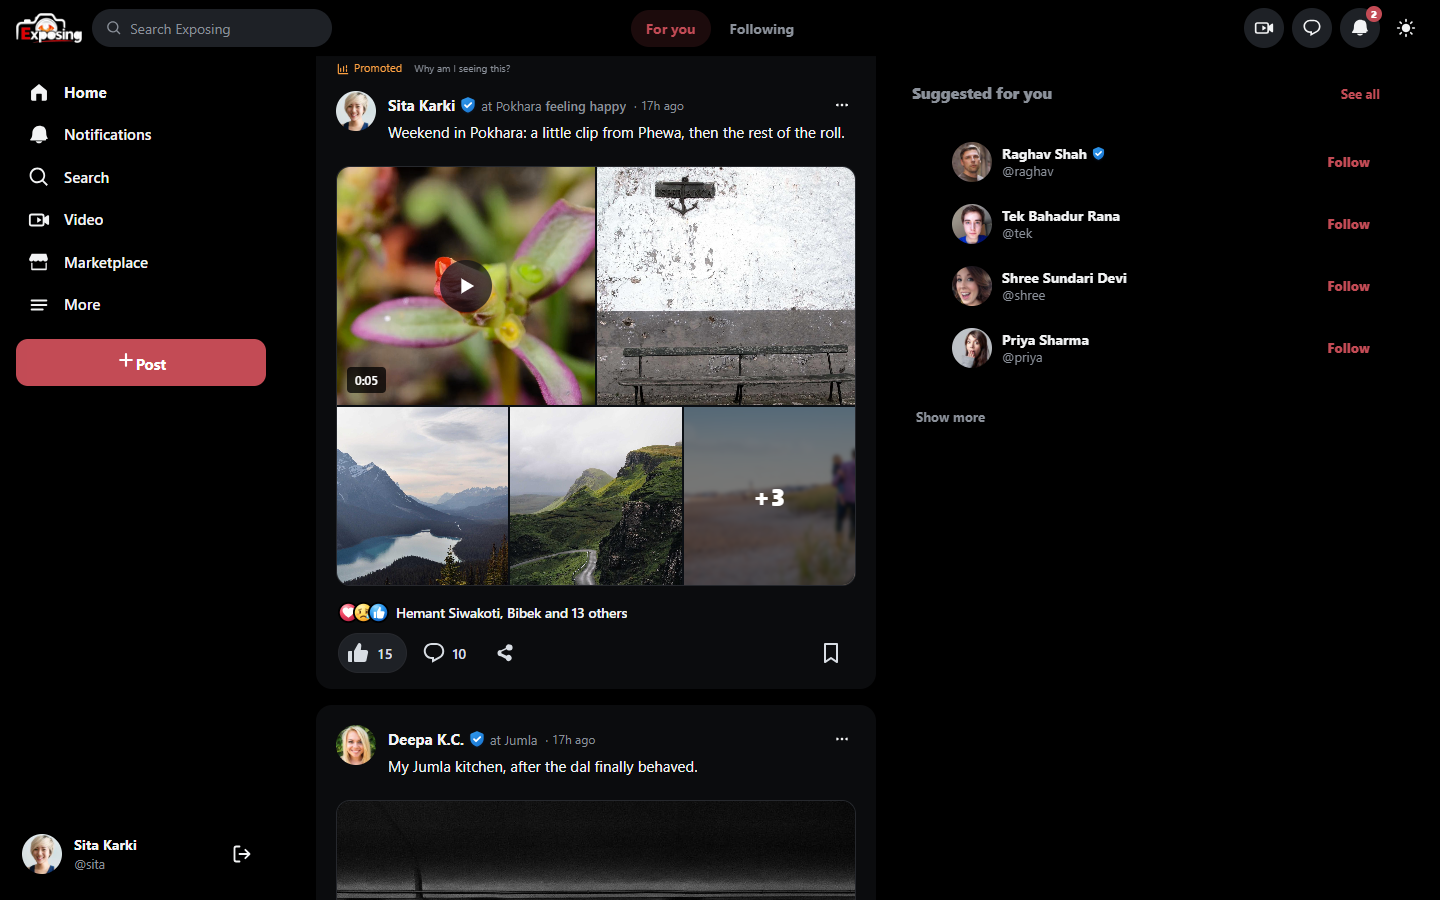 Exposing
Search Exposing
For you
Following
2
Home
Notifications
Search
Video
Marketplace
More
+ Post
Promoted Why am I seeing this?
Sita Karki at Pokhara feeling happy · 17h ago
Weekend in Pokhara: a little clip from Phewa, then the rest of the roll.
0:05
+3
Hemant Siwakoti, Bibek and 13 others
15
10
Deepa K.C. at Jumla · 17h ago
My Jumla kitchen, after the dal finally behaved.
Suggested for you
See all
Raghav Shah
@raghav
Follow
Tek Bahadur Rana
@tek
Follow
Shree Sundari Devi
@shree
Follow
Priya Sharma
@priya
Follow
Show more
Sita Karki
@sita